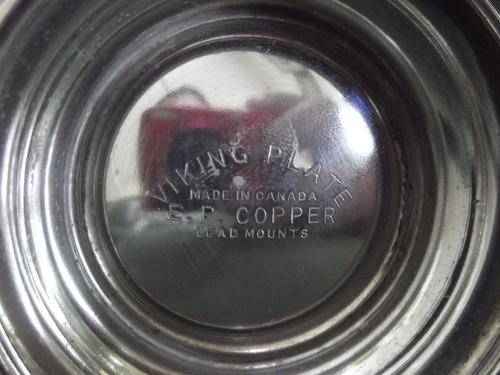 VIKING PLATE
MADE IN CANADA
E. P. COPPER
LEAD MOUNTS